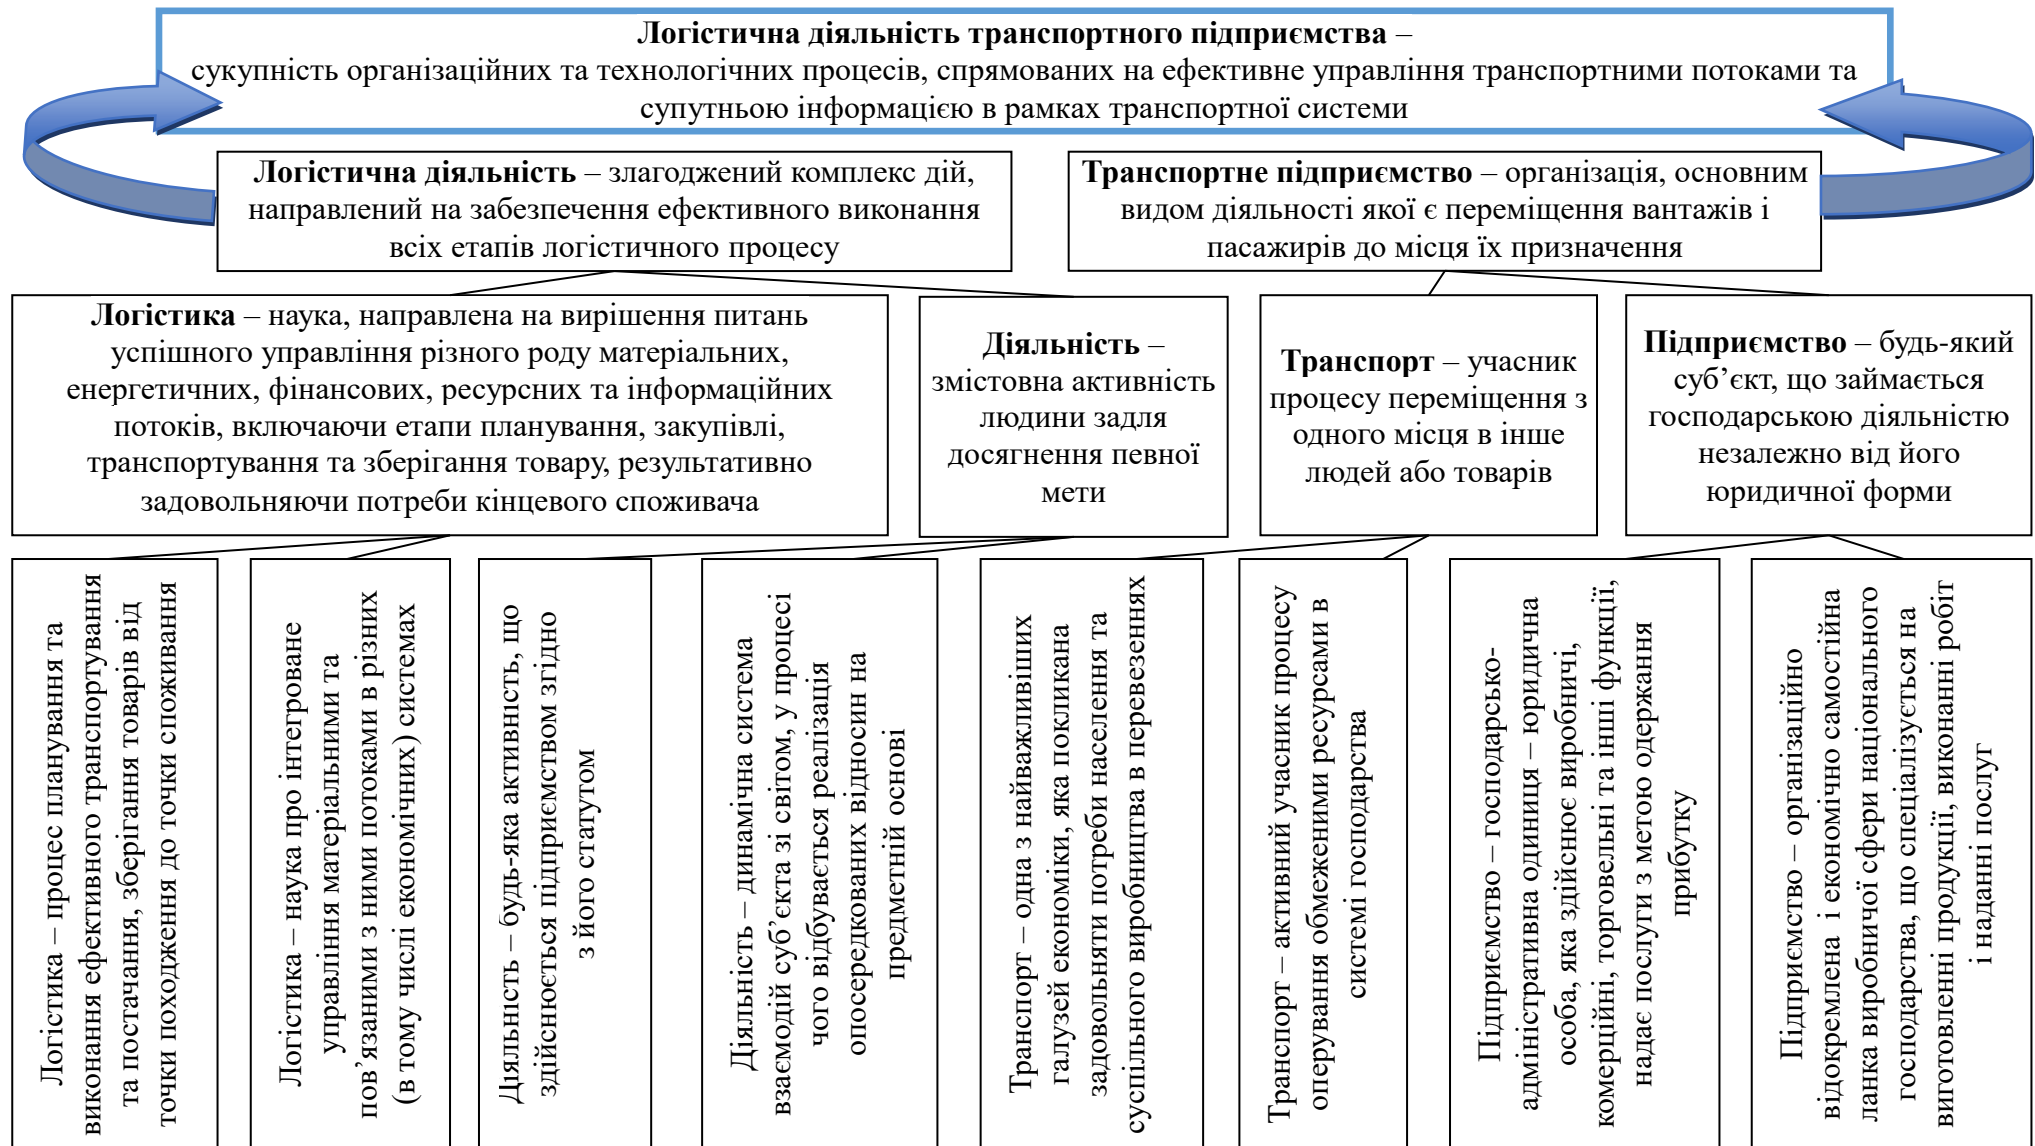 Логістична діяльність транспортного підприємства –
сукупність організаційних та технологічних процесів, спрямованих на ефективне управління транспортними потоками та
супутньою інформацією в рамках транспортної системи
Логістична діяльність – злагоджений комплекс дій,
направлений на забезпечення ефективного виконання
всіх етапів логістичного процесу
Транспортне підприємство – організація, основним
видом діяльності якої є переміщення вантажів і
пасажирів до місця їх призначення
Логістика – наука, направлена на вирішення питань
успішного управління різного роду матеріальних,
енергетичних, фінансових, ресурсних та інформаційних
потоків, включаючи етапи планування, закупівлі,
транспортування та зберігання товару, результативно
задовольняючи потреби кінцевого споживача
Діяльність –
змістовна активність
людини задля
досягнення певної
мети
Транспорт – учасник
процесу переміщення з
одного місця в інше
людей або товарів
Підприємство – будь-який
суб’єкт, що займається
господарською діяльністю
незалежно від його
юридичної форми
Логістика – процес планування та
виконання ефективного транспортування
та постачання, зберігання товарів від
точки походження до точки споживання
Логістика – наука про інтегроване
управління матеріальними та
пов’язаними з ними потоками в різних
(в тому числі економічних) системах
Діяльність – будь-яка активність, що
здійснюється підприємством згідно
з його статутом
Діяльність – динамічна система
взаємодій суб’єкта зі світом, у процесі
чого відбувається реалізація
опосередкованих відносин на
предметній основі
Транспорт – одна з найважливіших
галузей економіки, яка покликана
задовольняти потреби населення та
суспільного виробництва в перевезеннях
Транспорт – активний учасник процесу
оперування обмеженими ресурсами в
системі господарства
Підприємство – господарсько-
адміністративна одиниця – юридична
особа, яка здійснює виробничі,
комерційні, торговельні та інші функції,
надає послуги з метою одержання
прибутку
Підприємство – організаційно
відокремлена і економічно самостійна
ланка виробничої сфери національного
господарства, що спеціалізується на
виготовленні продукції, виконанні робіт
і наданні послуг